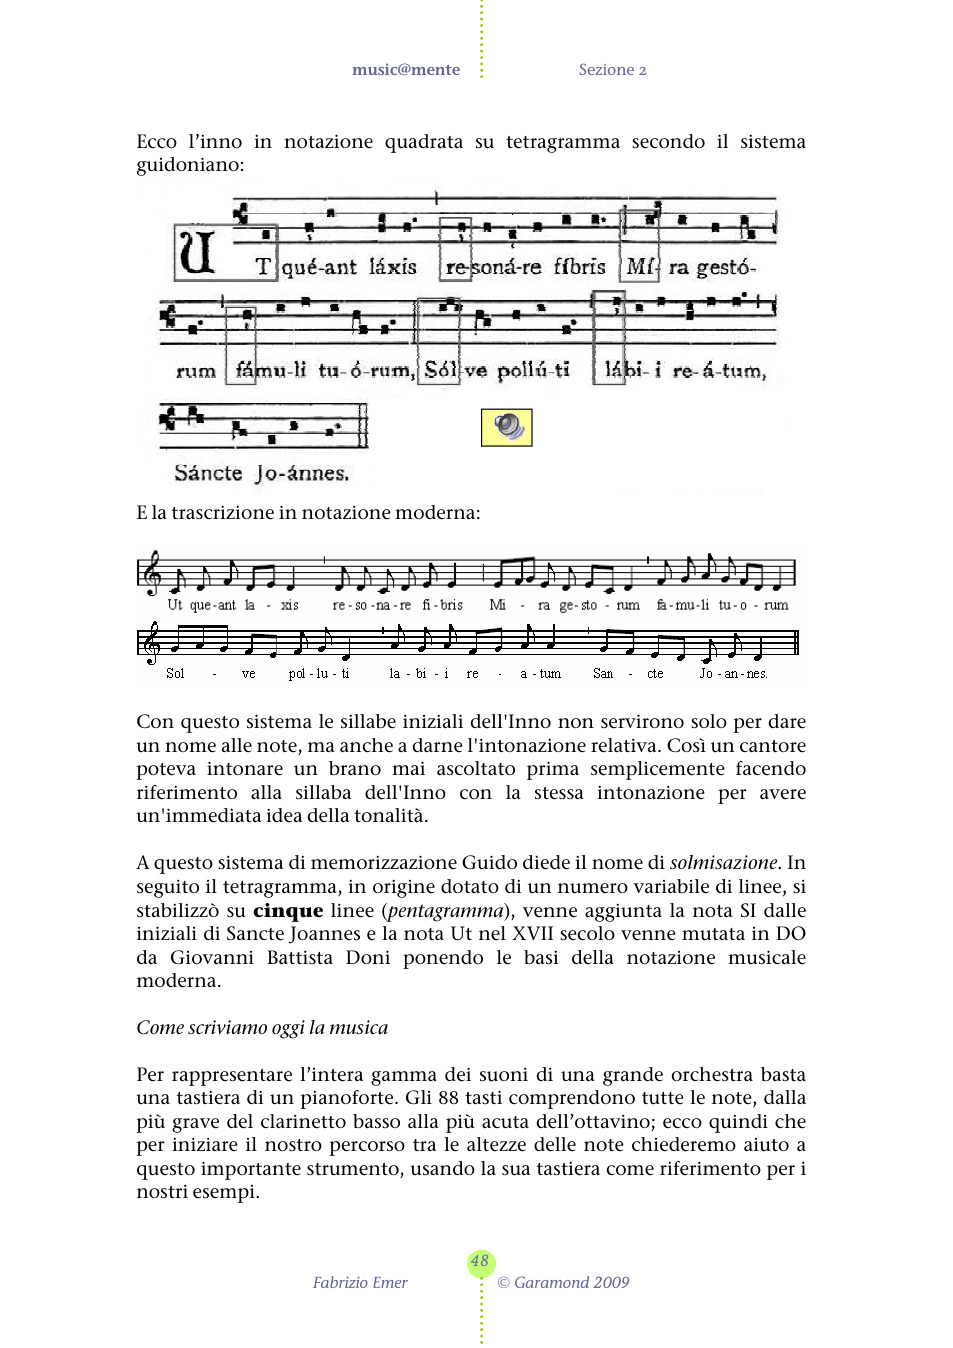 music@mente Sezione 2
Ecco l’inno in notazione quadrata su tetragramma secondo il sistema
guidoniano:
UT qué-ant láxis resoná-re fíbris Mí- ra gestó-
rum fámu-li tu-ó-rum, Sólve pollú-ti lábi- i re-á-tum,
Sáncte Jo-ánnes.
E la trascrizione in notazione moderna:
Ut que-ant la - xis re-so-na-re fi-bris Mi - ra ge-sto-rum fa-mu-li tu-o-rum
Sol - ve pol-lu-ti la-bi-i re - a-tum San - cte Jo-an-nes.
Con questo sistema le sillabe iniziali dell'Inno non servirono solo per dare
un nome alle note, ma anche a darne l'intonazione relativa. Così un cantore
poteva intonare un brano mai ascoltato prima semplicemente facendo
riferimento alla sillaba dell'Inno con la stessa intonazione per avere
un'immediata idea della tonalità.
A questo sistema di memorizzazione Guido diede il nome di solmisazione. In
seguito il tetragramma, in origine dotato di un numero variabile di linee, si
stabilizzò su cinque linee (pentagramma), venne aggiunta la nota SI dalle
iniziali di Sancte Joannes e la nota Ut nel XVII secolo venne mutata in DO
da Giovanni Battista Doni ponendo le basi della notazione musicale
moderna.
Come scriviamo oggi la musica
Per rappresentare l’intera gamma dei suoni di una grande orchestra basta
una tastiera di un pianoforte. Gli 88 tasti comprendono tutte le note, dalla
più grave del clarinetto basso alla più acuta dell’ottavino; ecco quindi che
per iniziare il nostro percorso tra le altezze delle note chiederemo aiuto a
questo importante strumento, usando la sua tastiera come riferimento per i
nostri esempi.
48
Fabrizio Emer © Garamond 2009